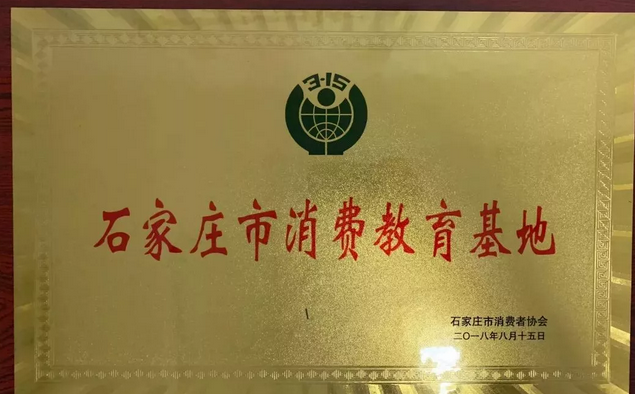 3·15
石家庄市消费教育基地
石家庄市消费者协会
二〇一八年八月十五日